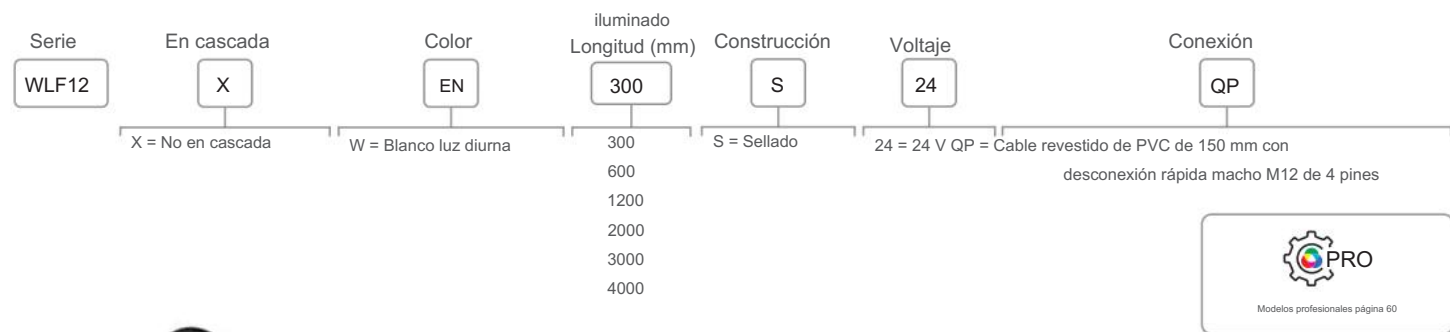 iluminado
Serie En cascada Color Longitud (mm) Construcción Voltaje Conexión
WLF12 X EN 300 S 24 QP
X = No en cascada W = Blanco luz diurna 300 S = Sellado 24 = 24 V QP = Cable revestido de PVC de 150 mm con
600 desconexión rápida macho M12 de 4 pines
1200
2000
3000
4000
PRO
Modelos profesionales página 60